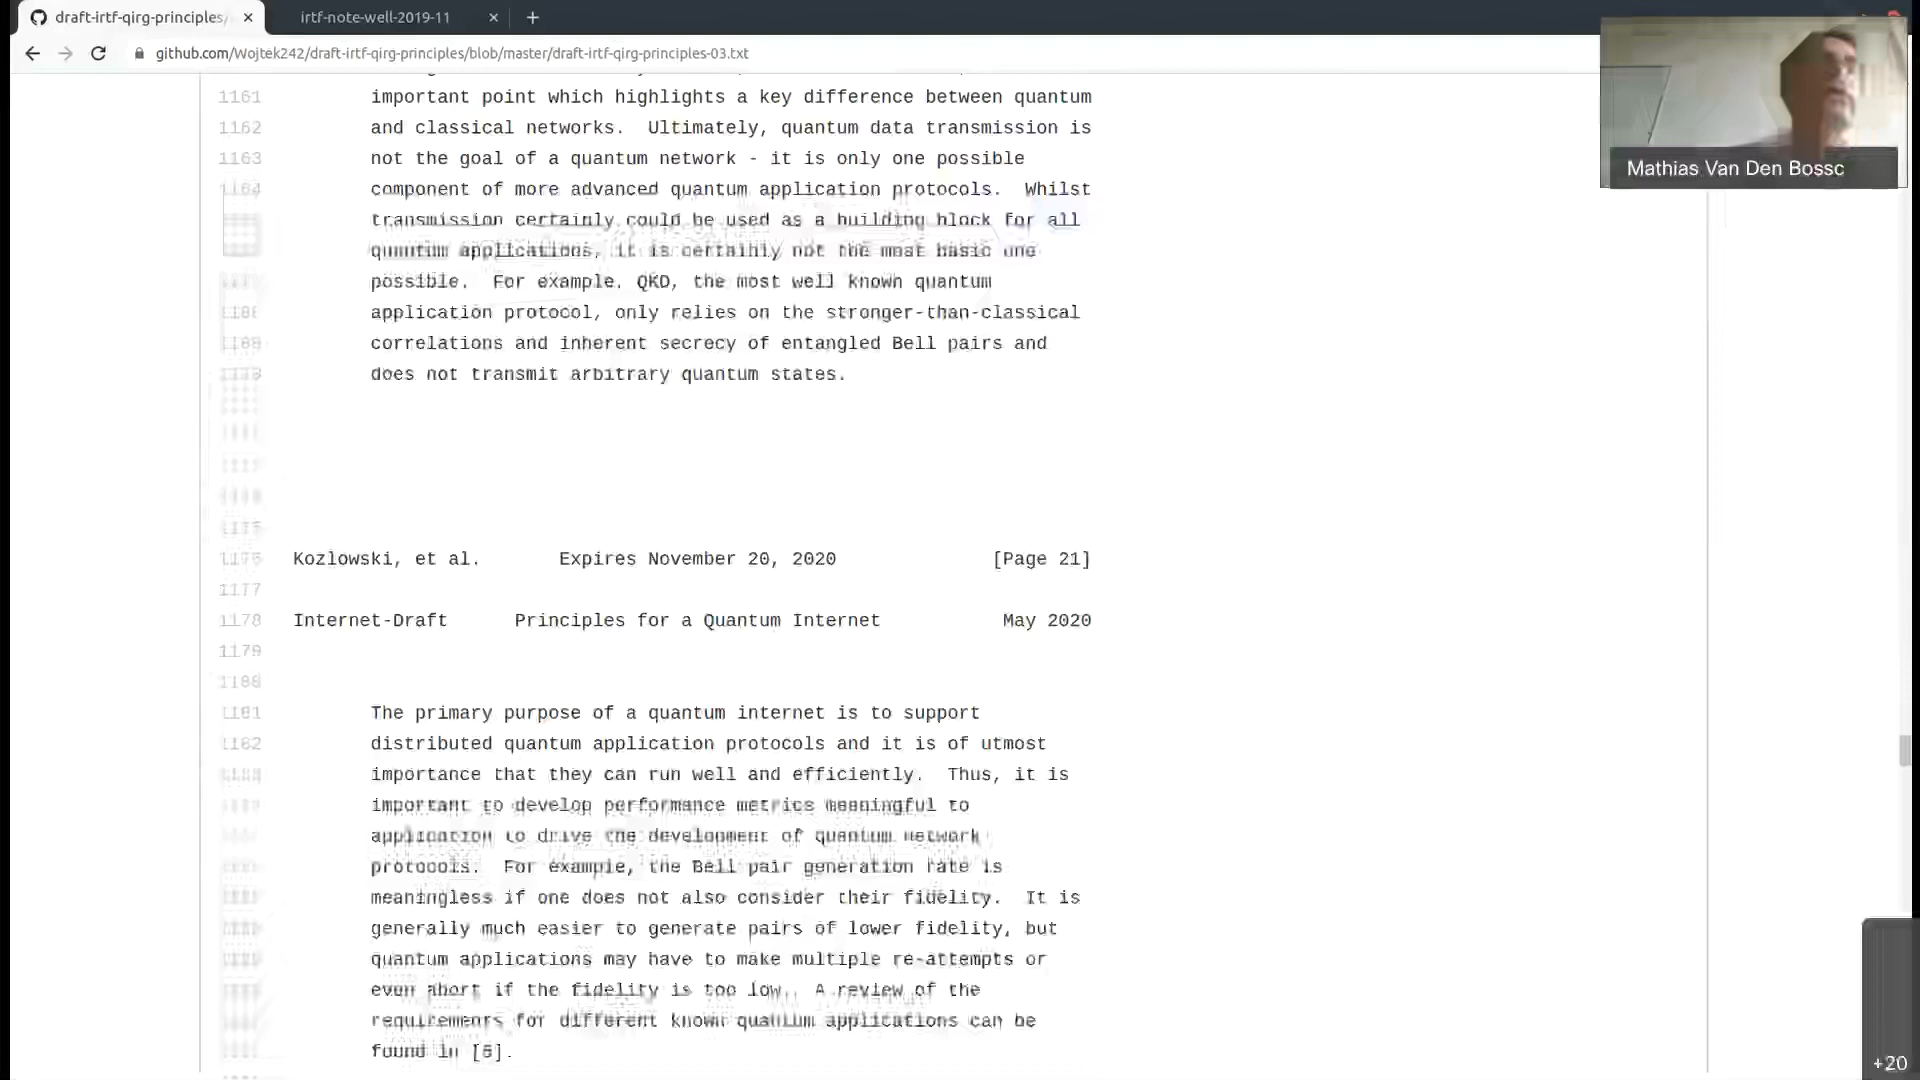 draft-irtf-qirg-principles/
irtf-note-well-2019-11
github.com/Wojtek242/draft-irtf-qirg-principles/blob/master/draft-irtf-qirg-principles-03.txt
Mathias Van Den Bossc
1161 important point which highlights a key difference between quantum
1162 and classical networks. Ultimately, quantum data transmission is
1163 not the goal of a quantum network - it is only one possible
1164 component of more advanced quantum application protocols. Whilst
transmission certainly could be used as a building block for all
quantum applications, it is certainly not the most basic one
possible. For example, QKD, the most well known quantum
application protocol, only relies on the stronger-than-classical
correlations and inherent secrecy of entangled Bell pairs and
does not transmit arbitrary quantum states.
1176 Kozlowski, et al. Expires November 20, 2020 [Page 21]
1177
1178 Internet-Draft Principles for a Quantum Internet May 2020
1179
1181 The primary purpose of a quantum internet is to support
1182 distributed quantum application protocols and it is of utmost
importance that they can run well and efficiently. Thus, it is
important to develop performance metrics meaningful to
application to drive the development of quantum network
protocols. For example, the Bell pair generation rate is
meaningless if one does not also consider their fidelity. It is
generally much easier to generate pairs of lower fidelity, but
quantum applications may have to make multiple re-attempts or
even abort if the fidelity is too low. A review of the
requirements for different known quantum applications can be
found in
+20